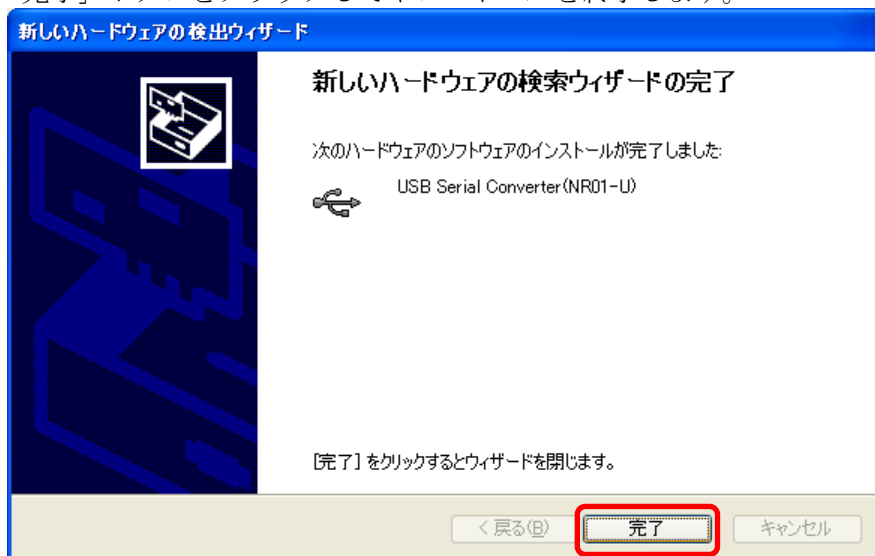 新しいハードウェアの検出ウィザード
新しいハードウェアの検索ウィザードの完了
次のハードウェアのソフトウェアのインストールが完了しました:
USB Serial Converter(NR01-U)
[完了] をクリックするとウィザードを閉じます。
< 戻る(B)
完了
キャンセル